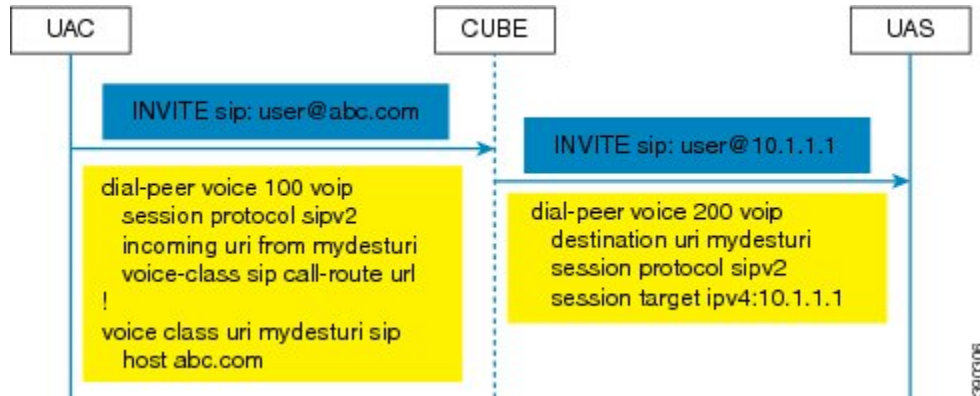 UAC
CUBE
UAS
INVITE sip: user@abc.com
INVITE sip: user@10.1.1.1
dial-peer voice 100 voip
session protocol sipv2
incoming uri from mydesturi
voice-class sip call-route url
!
voice class uri mydesturi sip
host abc.com
dial-peer voice 200 voip
destination uri mydesturi
session protocol sipv2
session target ipv4:10.1.1.1
390306